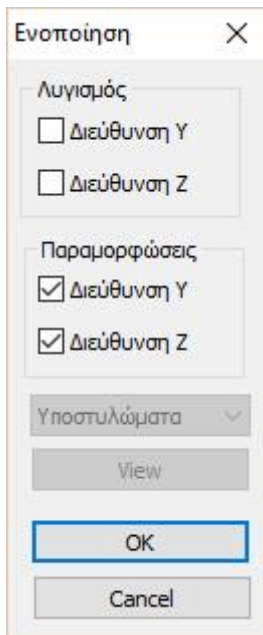 Ενοποίηση
Λυγισμός
Διεύθυνση Υ
Διεύθυνση Ζ
Παραμορφώσεις
Διεύθυνση Υ
Διεύθυνση Ζ
Υποστυλώματα
View
OK
Cancel